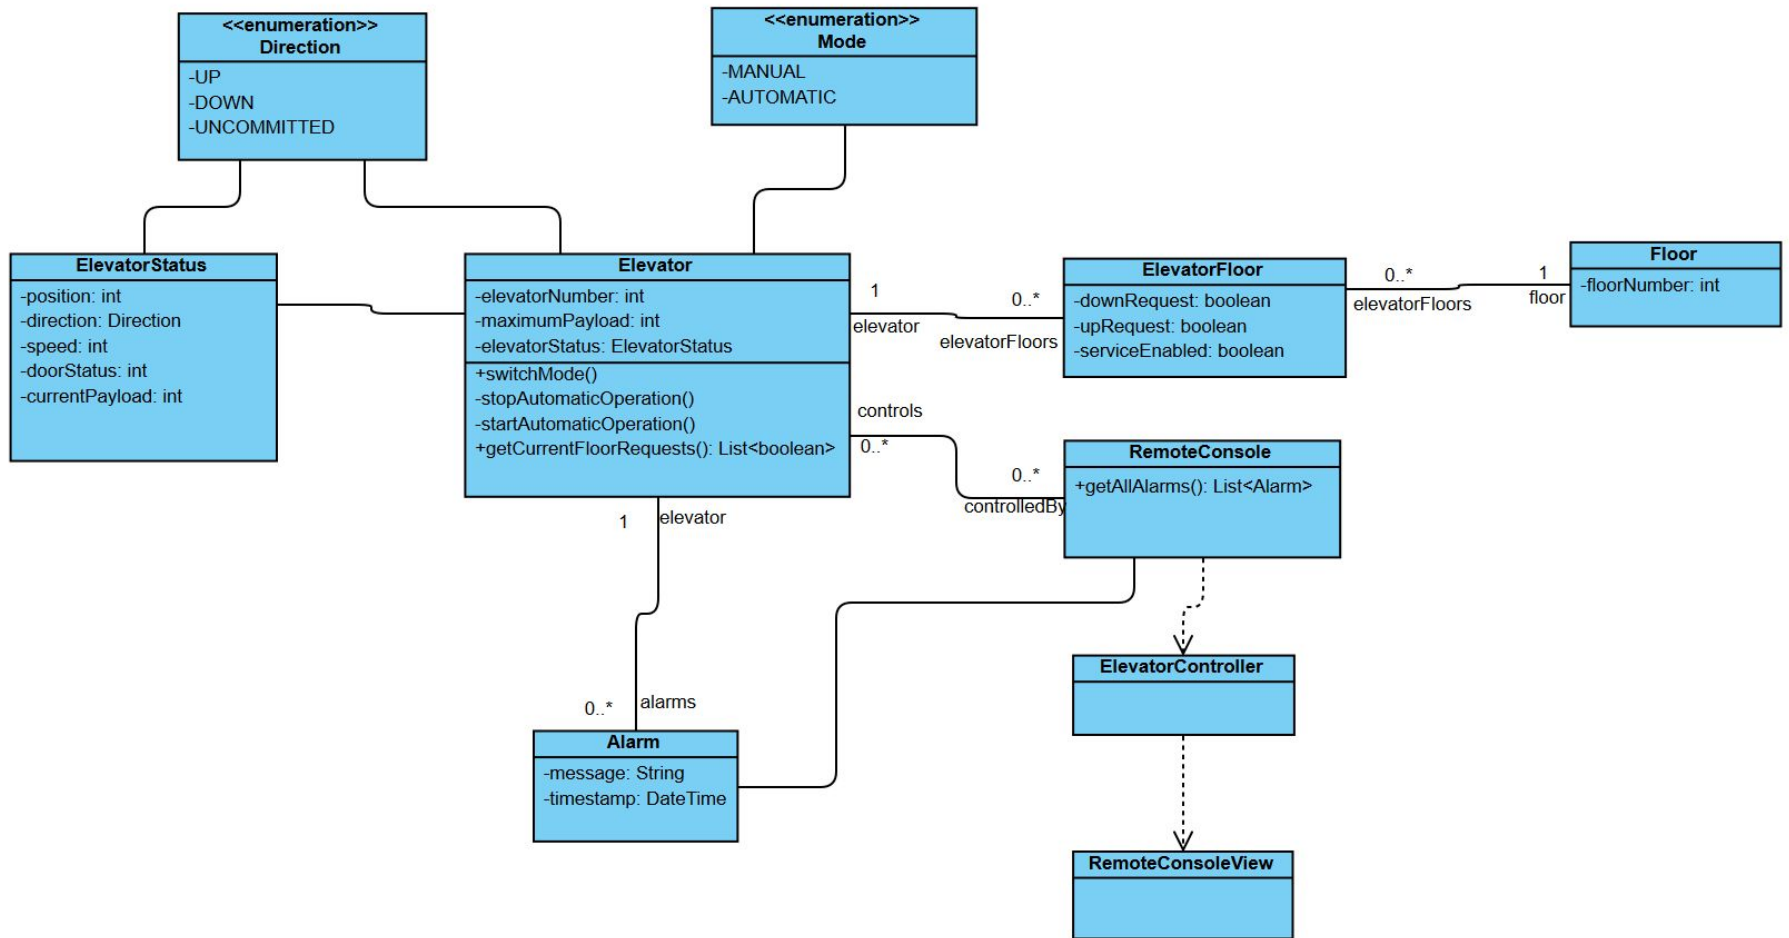 <<enumeration>>
Direction
-UP
-DOWN
-UNCOMMITTED
<<enumeration>>
Mode
-MANUAL
-AUTOMATIC
ElevatorStatus
-position: int
-direction: Direction
-speed: int
-doorStatus: int
-currentPayload: int
Elevator
-elevatorNumber: int
-maximumPayload: int
-elevatorStatus: ElevatorStatus
+switchMode()
-stopAutomaticOperation()
-startAutomaticOperation()
+getCurrentFloorRequests(): List<boolean>
1
elevator
0..*
elevatorFloors
ElevatorFloor
-downRequest: boolean
-upRequest: boolean
-serviceEnabled: boolean
0..*
elevatorFloors
1
floor
Floor
-floorNumber: int
controls
0..*
0..*
controlledBy
RemoteConsole
+getAllAlarms(): List<Alarm>
1
elevator
0..*
alarms
Alarm
-message: String
-timestamp: DateTime
ElevatorController
RemoteConsoleView